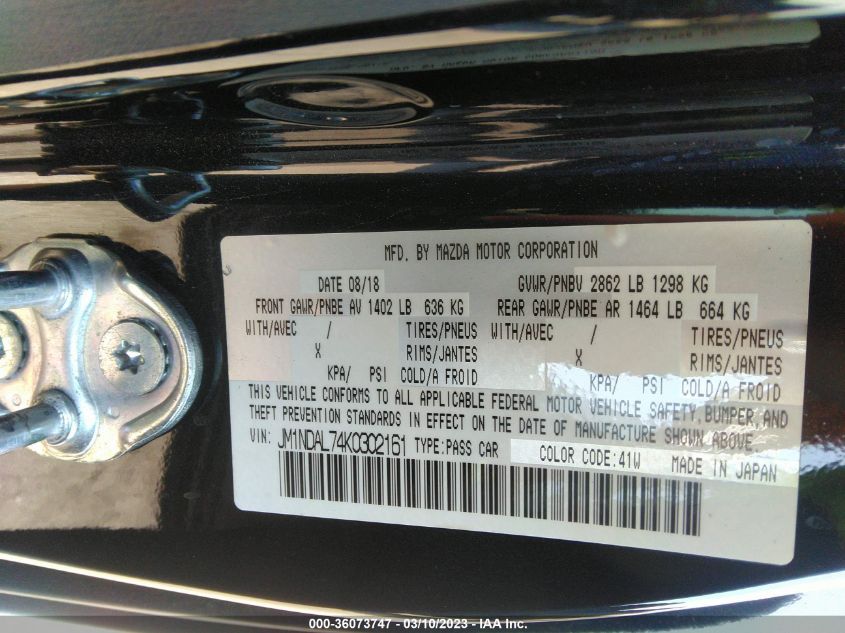 MFD. BY MAZDA MOTOR CORPORATION
DATE 08/18 GVWR/PNBV 2862 LB 1298 KG
FRONT GAWR/PNBE AV 1402 LB 636 KG REAR GAWR/PNBE AR 1464 LB 664 KG
WITH/AVEC / TIRES/PNEUS WITH/AVEC / TIRES/PNEUS
X RIMS/JANTES X RIMS/JANTES
KPA/ PSI COLD/A FROID KPA/ PSI COLD/A FROID
THIS VEHICLE CONFORMS TO ALL APPLICABLE FEDERAL MOTOR VEHICLE SAFETY, BUMPER, AND
THEFT PREVENTION STANDARDS IN EFFECT ON THE DATE OF MANUFACTURE SHOWN ABOVE.
VIN: JM1NDAL74K0302161 TYPE:PASS CAR COLOR CODE:41W MADE IN JAPAN
000-36073747 - 03/10/2023 - © IAA Inc.